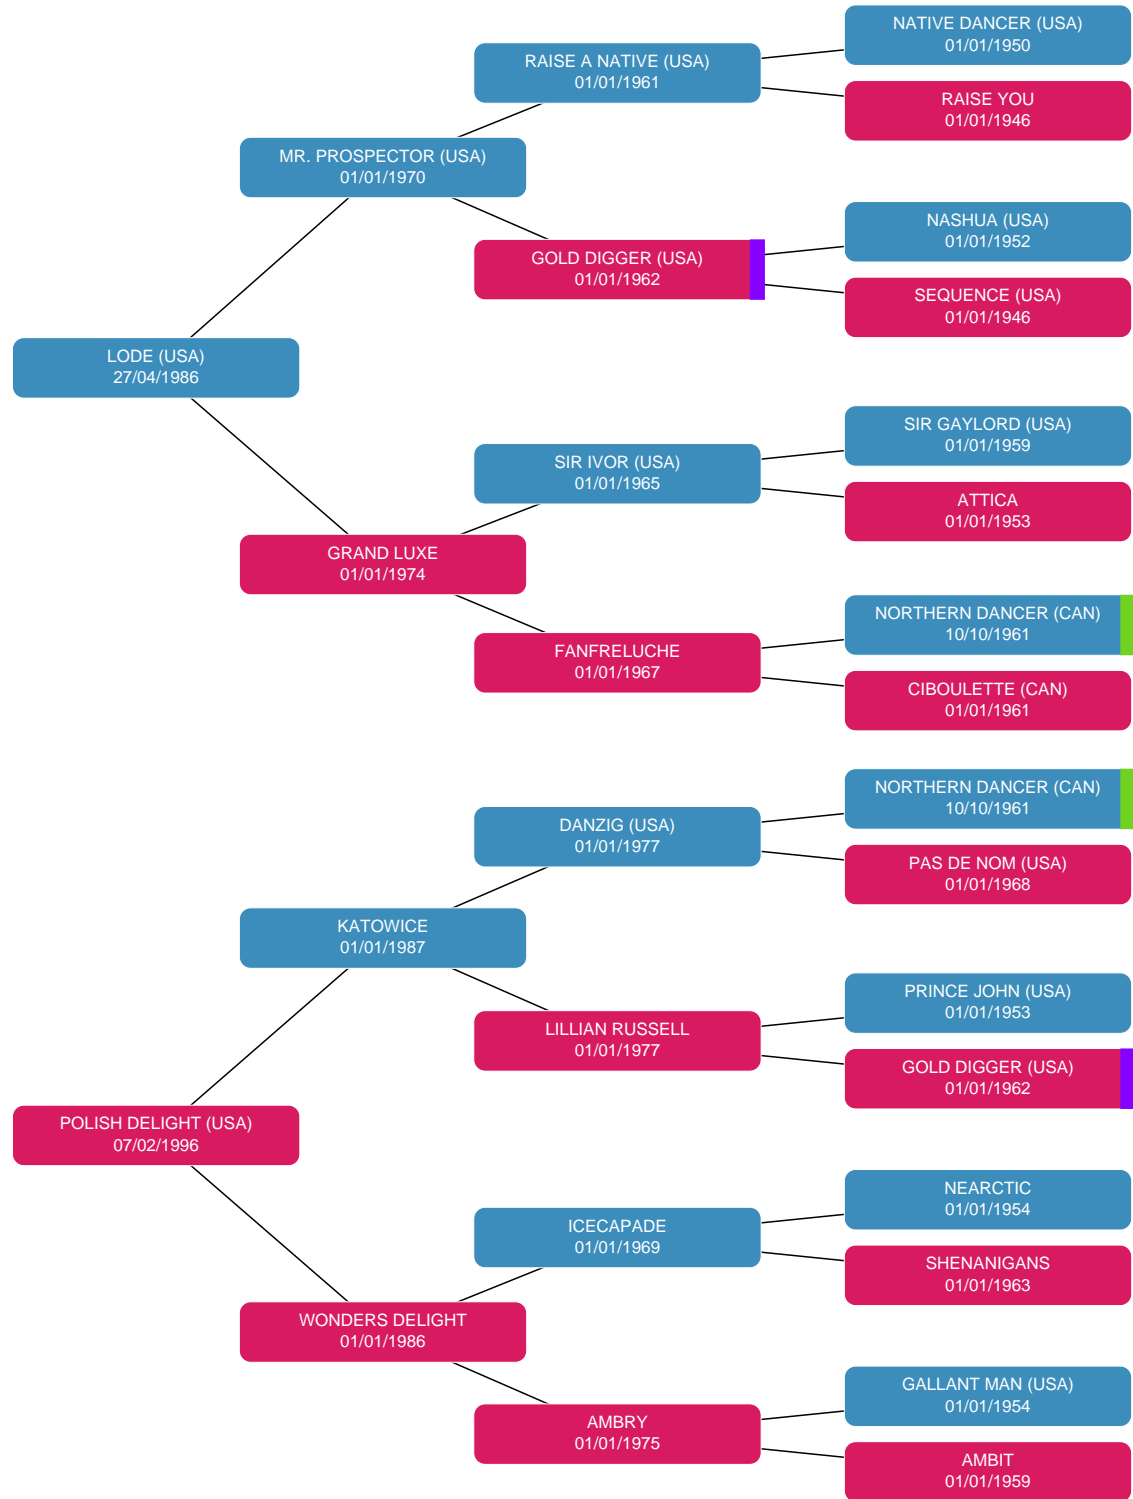 NATIVE DANCER (USA)
01/01/1950
RAISE A NATIVE (USA)
01/01/1961
RAISE YOU
01/01/1946
MR. PROSPECTOR (USA)
01/01/1970
NASHUA (USA)
01/01/1952
GOLD DIGGER (USA)
01/01/1962
SEQUENCE (USA)
01/01/1946
LODE (USA)
27/04/1986
SIR GAYLORD (USA)
01/01/1959
SIR IVOR (USA)
01/01/1965
ATTICA
01/01/1953
GRAND LUXE
01/01/1974
NORTHERN DANCER (CAN)
10/10/1961
FANFRELUCHE
01/01/1967
CIBOULETTE (CAN)
01/01/1961
NORTHERN DANCER (CAN)
10/10/1961
DANZIG (USA)
01/01/1977
PAS DE NOM (USA)
01/01/1968
KATOWICE
01/01/1987
PRINCE JOHN (USA)
01/01/1953
LILLIAN RUSSELL
01/01/1977
GOLD DIGGER (USA)
01/01/1962
POLISH DELIGHT (USA)
07/02/1996
NEARCTIC
01/01/1954
ICECAPADE
01/01/1969
SHENANIGANS
01/01/1963
WONDERS DELIGHT
01/01/1986
GALLANT MAN (USA)
01/01/1954
AMBRY
01/01/1975
AMBIT
01/01/1959